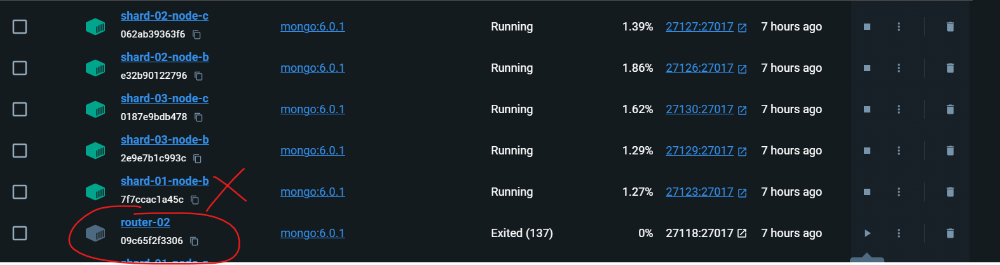 shard-02-node-c
062ab39363f6
mongo:6.0.1
Running
1.39%
27127:27017
7 hours ago
shard-02-node-b
e32b90122796
mongo:6.0.1
Running
1.86%
27126:27017
7 hours ago
shard-03-node-c
0187e9bdb478
mongo:6.0.1
Running
1.62%
27130:27017
7 hours ago
shard-03-node-b
2e9e7b1c993c
mongo:6.0.1
Running
1.29%
27129:27017
7 hours ago
shard-01-node-b
7f7ccac1a45c
mongo:6.0.1
Running
1.27%
27123:27017
7 hours ago
router-02
09c65f2f3306
mongo:6.0.1
Exited (137)
0%
27118:27017
7 hours ago